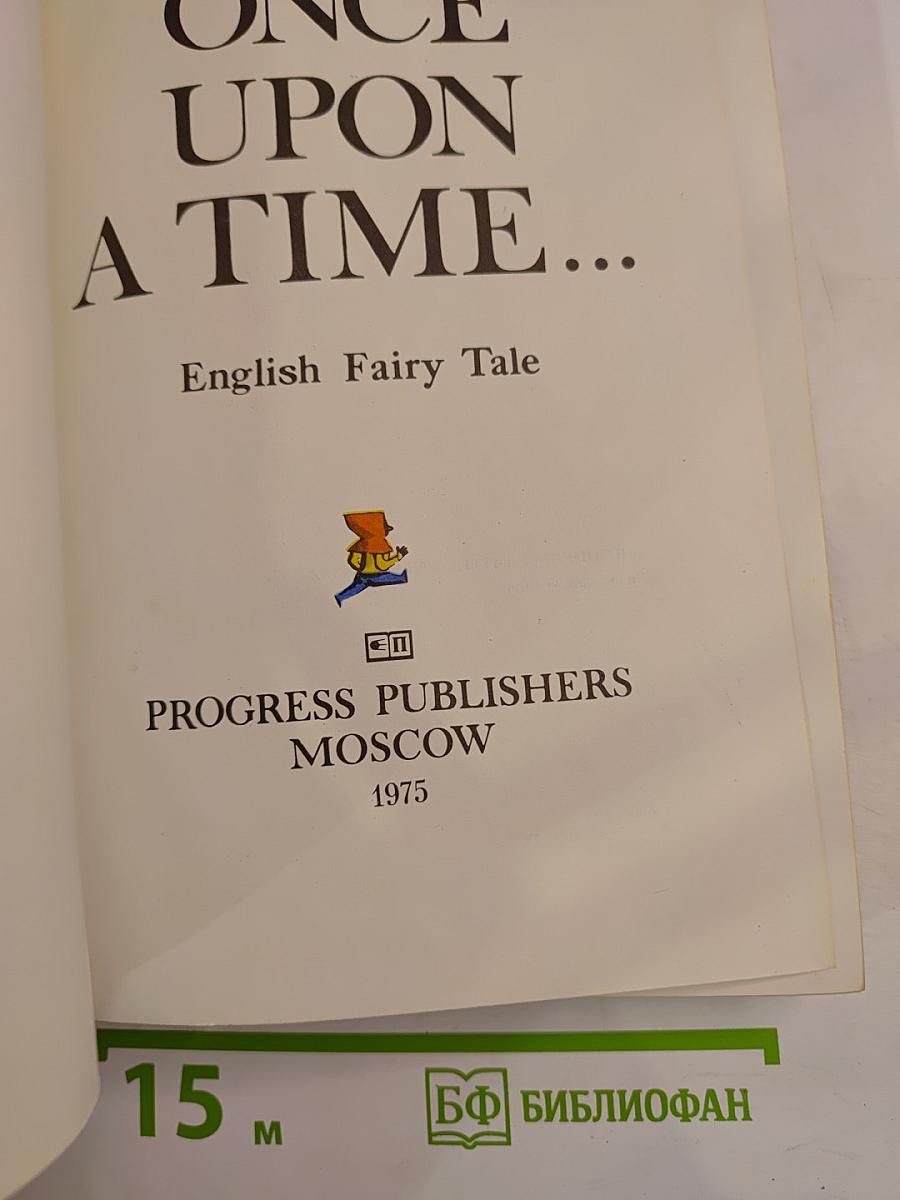 ONCE
UPON
A TIME...
English Fairy Tale
П
PROGRESS PUBLISHERS
MOSCOW
1975
15 м
БФ БИБЛИОФАН